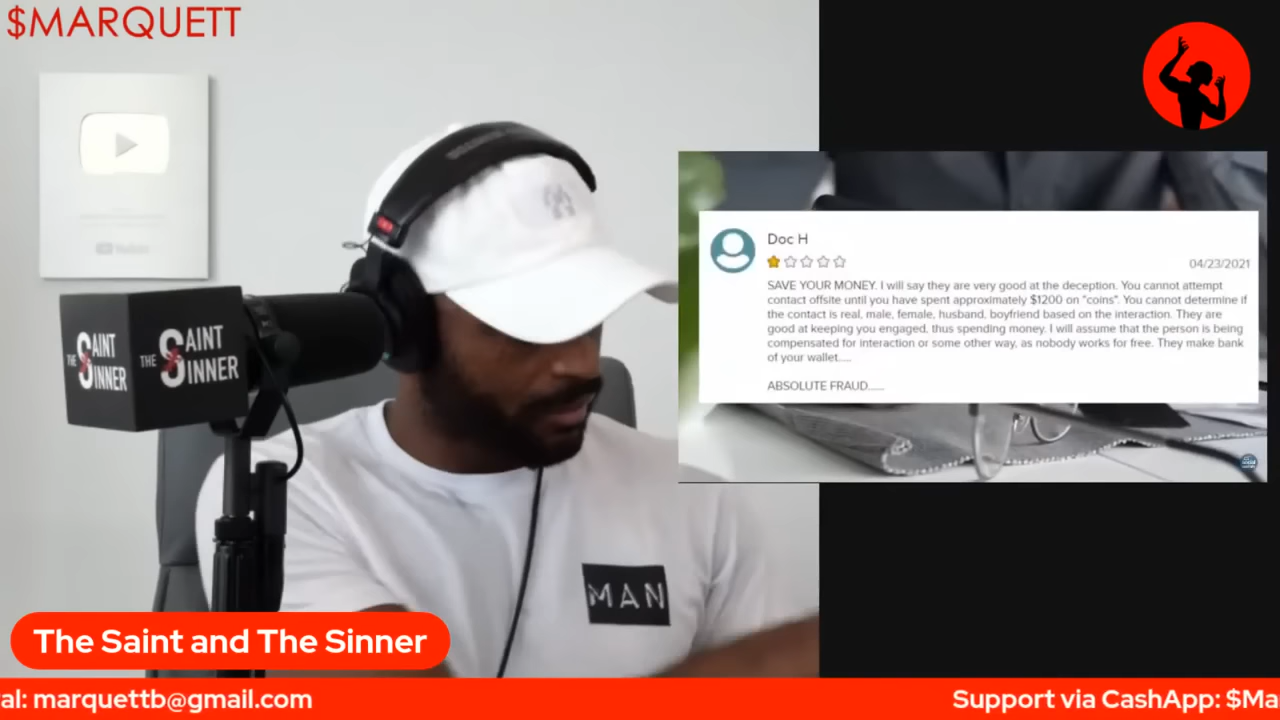 $MARQUETT
THE SAINT
SINNER
THE SAINT
SINNER
MAN
Doc H
04/23/2021
SAVE YOUR MONEY. I will say they are very good at the deception. You cannot attempt
contact offsite until you have spent approximately $1200 on "coins". You cannot determine if
the contact is real, male, female, husband, boyfriend based on the interaction. They are
good at keeping you engaged, thus spending money. I will assume that the person is being
compensated for interaction or some other way, as nobody works for free. They make bank
of your wallet.....
ABSOLUTE FRAUD......
The Saint and The Sinner
al: marquettb@gmail.com
Support via CashApp: $Ma